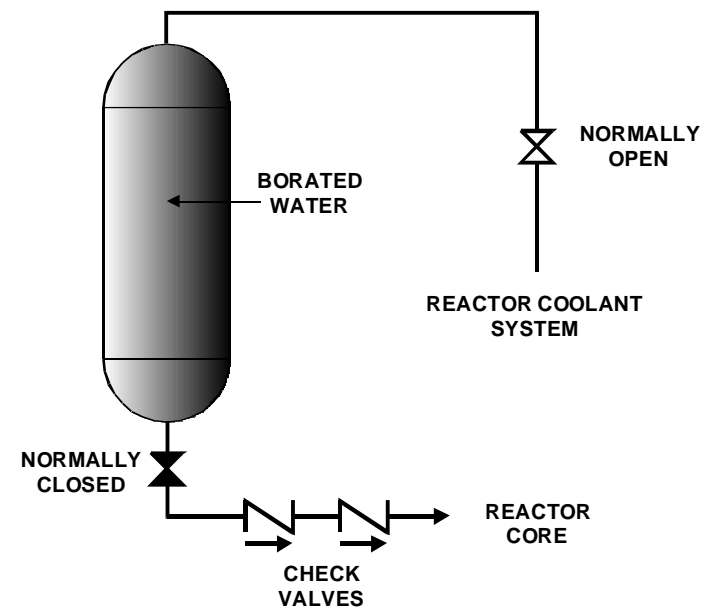 NORMALLY
OPEN
BORATED
WATER
REACTOR COOLANT
SYSTEM
NORMALLY
CLOSED
REACTOR
CORE
CHECK
VALVES